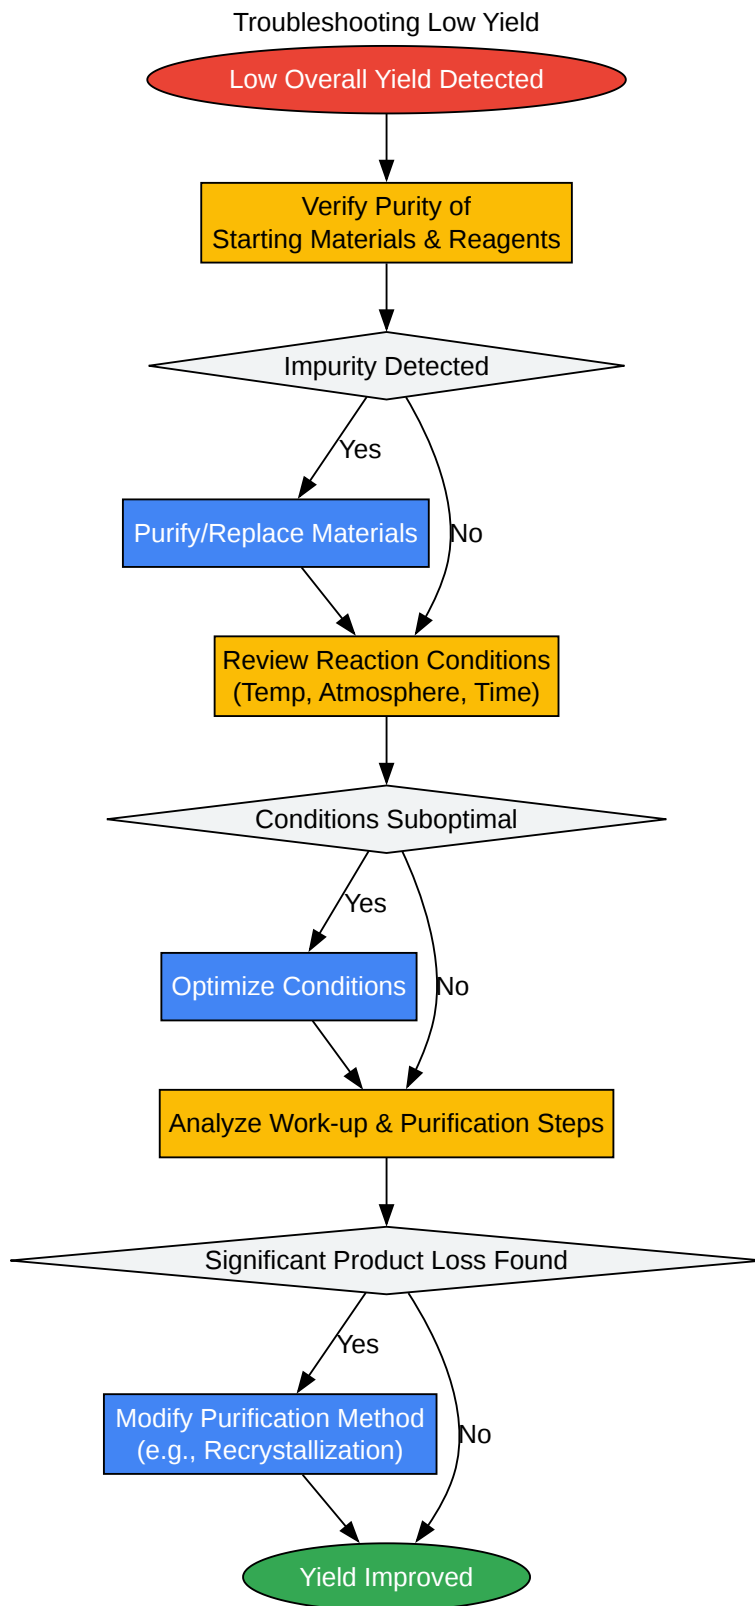 Troubleshooting Low Yield
Low Overall Yield Detected
Verify Purity of
Starting Materials & Reagents
Impurity Detected
Yes
Purify/Replace Materials
No
Review Reaction Conditions
(Temp, Atmosphere, Time)
Conditions Suboptimal
Yes
Optimize Conditions
No
Analyze Work-up & Purification Steps
Significant Product Loss Found
Yes
Modify Purification Method
(e.g., Recrystallization)
No
Yield Improved